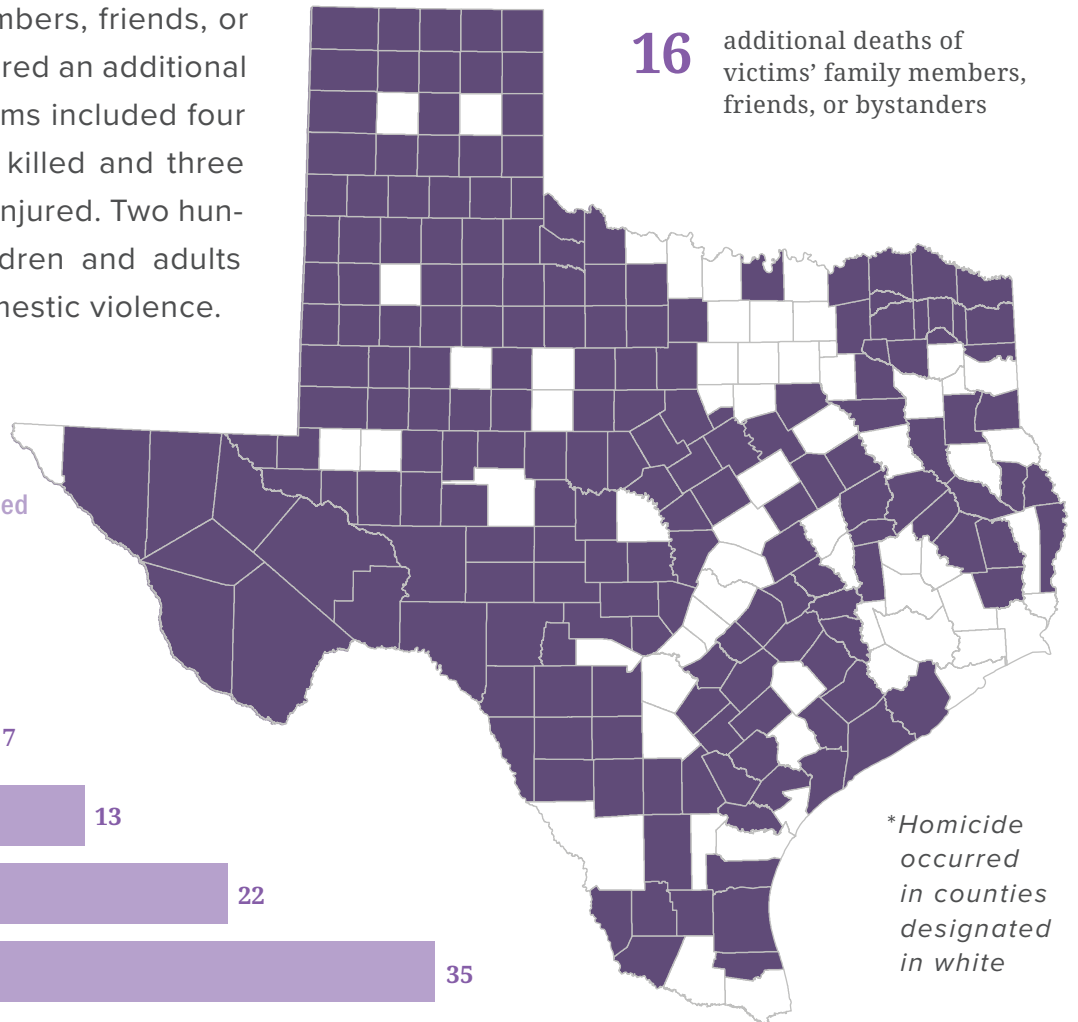 mbers, friends, or
red an additional
ms included four
killed and three
njured. Two hun-
dren and adults
nestic violence.
16
additional deaths of
victims’ family members,
friends, or bystanders
ed
7
13
22
35
*Homicide
occurred
in counties
designated
in white